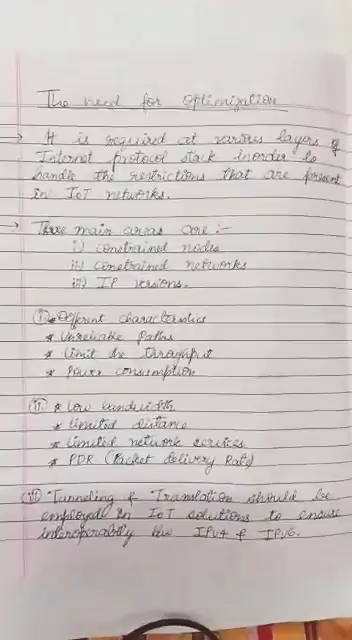 The need for optimization
→ It is required at various layers of
Internet protocol stack inorder to
handle the restrictions that are present
in IoT networks.
→ Three main areas are :-
i) constrained nodes
ii) constrained networks
iii) IP versions.
(i) * Different characteristics
* Unreliable paths
* Limit the throughput
* Power consumption
(ii) * Low bandwidth
* Limited distance
* Limited network services
* PDR (Packet delivery Rate)
(iii) Tunneling & Translation should be
employed in IoT solutions to ensure
interoperability b/w IPV4 & IPV6.